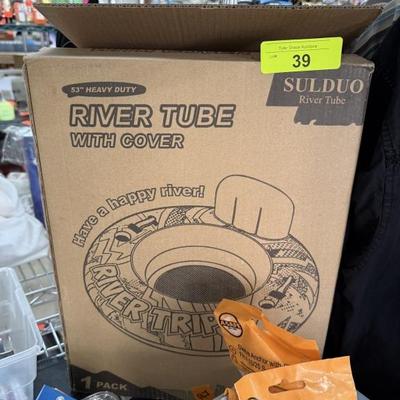 39
53" HEAVY DUTY
SULDUO
River Tube
RIVER TUBE
WITH COVER
Have a happy river!
RIVER TRIP
1 PACK